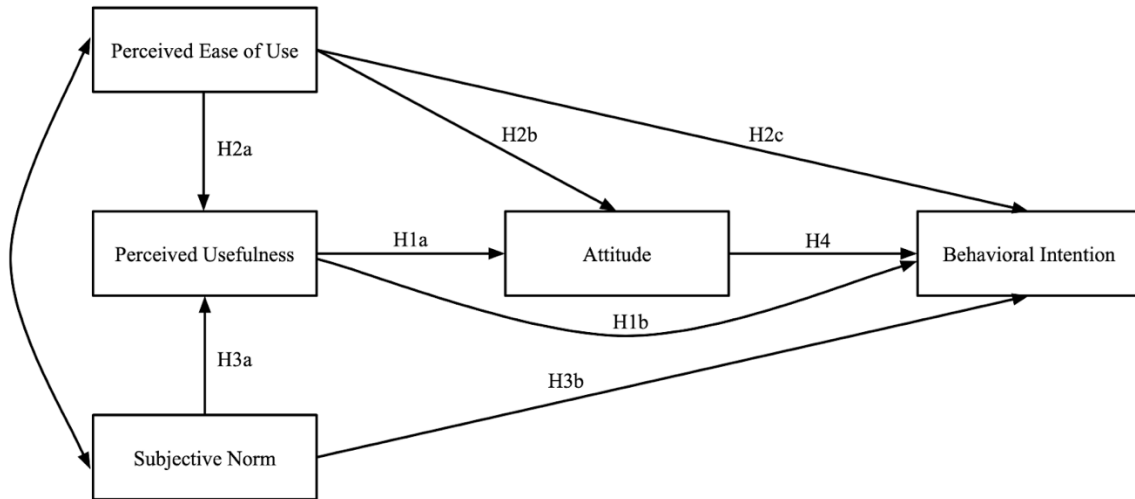 Perceived Ease of Use
H2b
H2c
H2a
Perceived Usefulness
H1a
Attitude
H4
Behavioral Intention
H1b
H3a
H3b
Subjective Norm